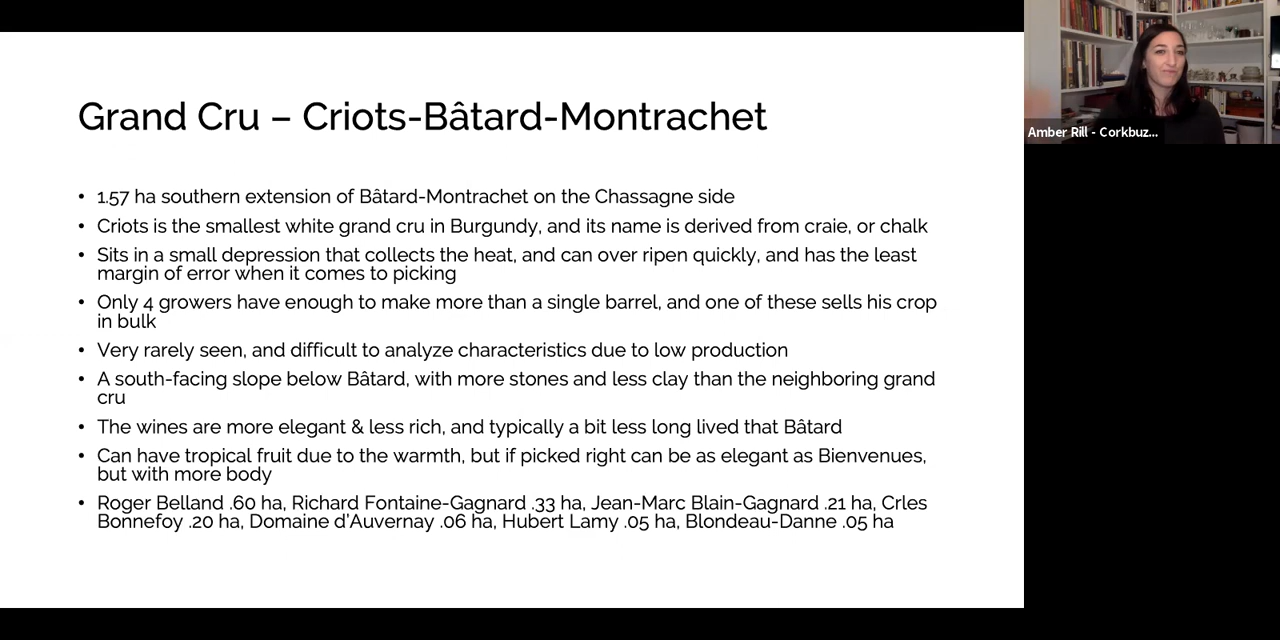 Grand Cru – Criots-Bâtard-Montrachet
• 1.57 ha southern extension of Bâtard-Montrachet on the Chassagne side
• Criots is the smallest white grand cru in Burgundy, and its name is derived from craie, or chalk
• Sits in a small depression that collects the heat, and can over ripen quickly, and has the least
margin of error when it comes to picking
• Only 4 growers have enough to make more than a single barrel, and one of these sells his crop
in bulk
• Very rarely seen, and difficult to analyze characteristics due to low production
• A south-facing slope below Bâtard, with more stones and less clay than the neighboring grand
cru
• The wines are more elegant & less rich, and typically a bit less long lived that Bâtard
• Can have tropical fruit due to the warmth, but if picked right can be as elegant as Bienvenues,
but with more body
• Roger Belland .60 ha, Richard Fontaine-Gagnard .33 ha, Jean-Marc Blain-Gagnard .21 ha, Crles
Bonnefoy .20 ha, Domaine d'Auvernay .06 ha, Hubert Lamy .05 ha, Blondeau-Danne .05 ha
Amber Rill - Corkbuz...